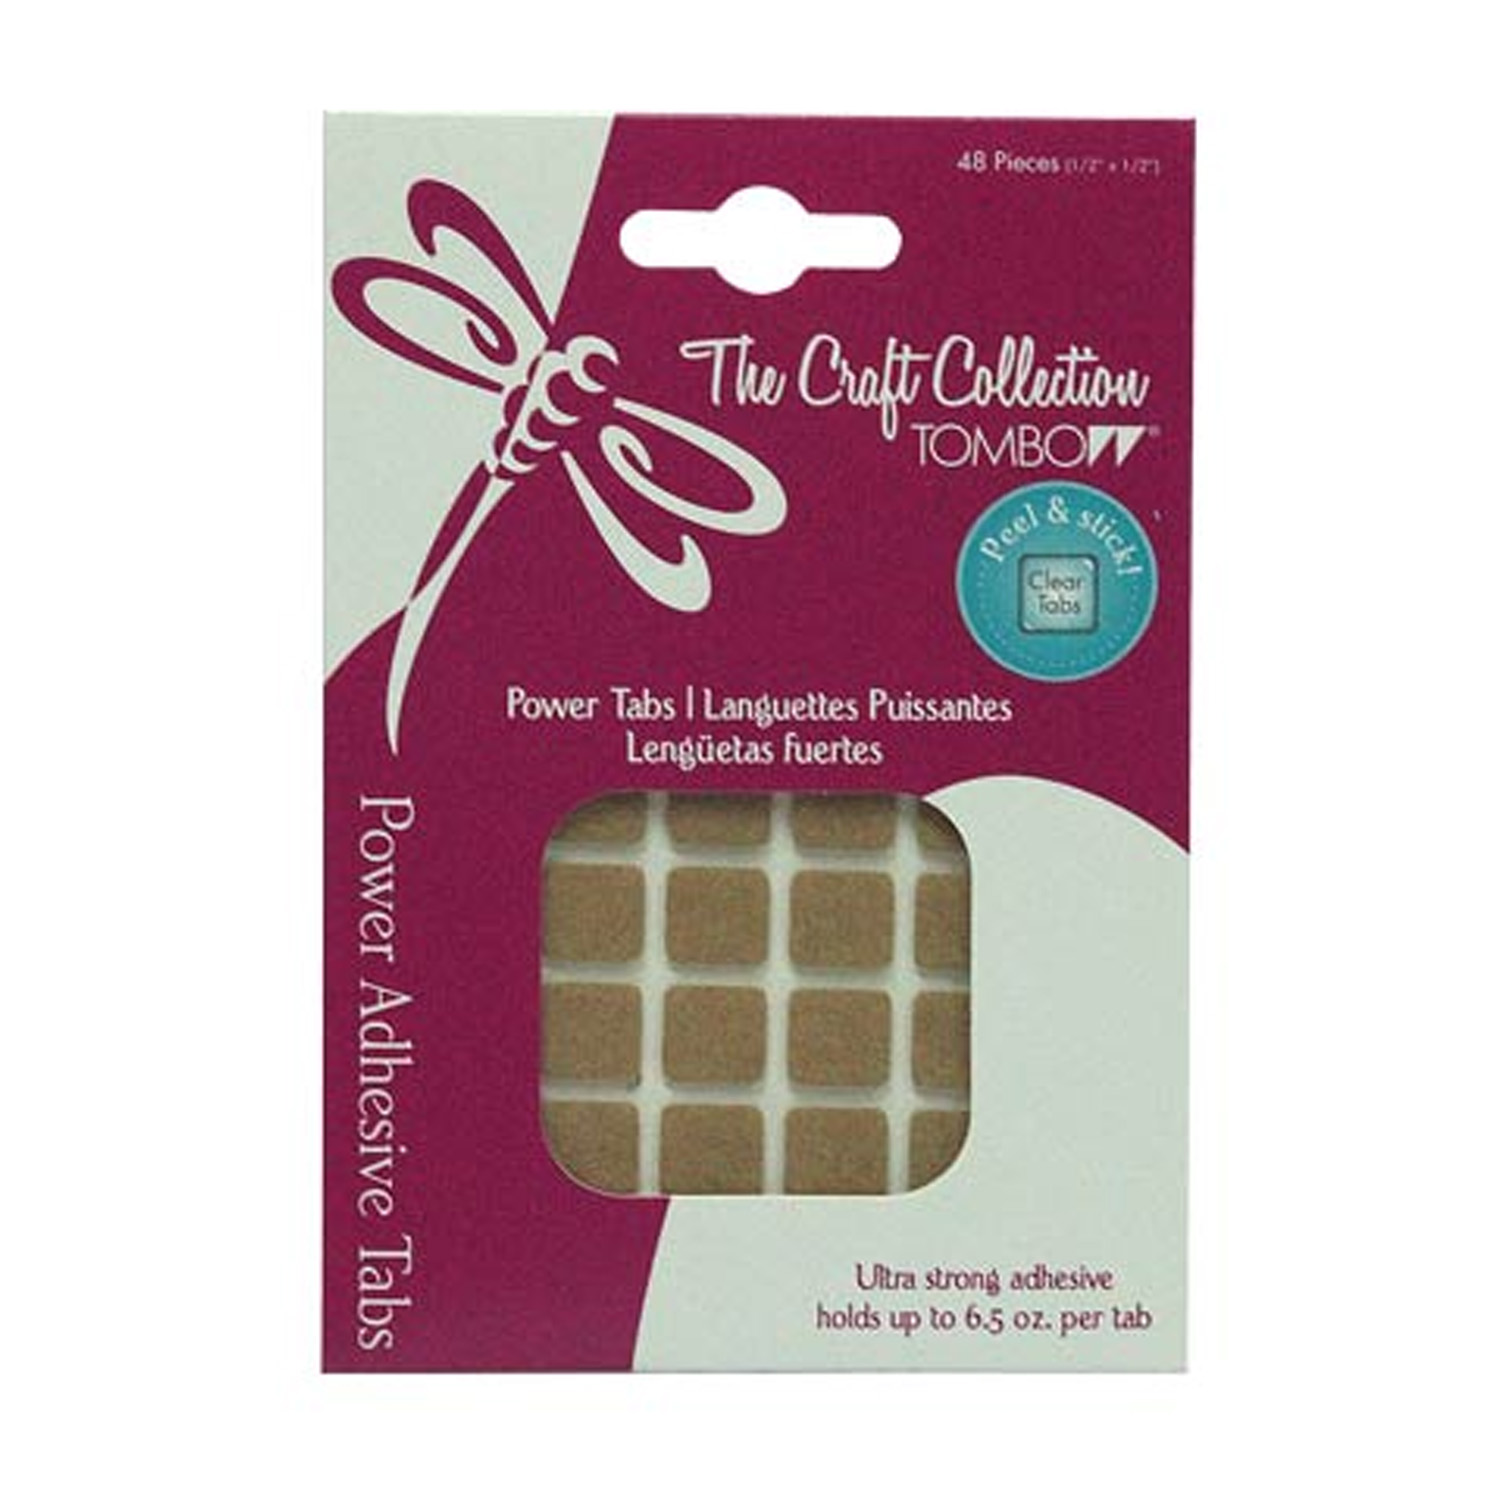 48 Pieces (1/2" x 1/2")
The Craft Collection
TOMBOW®
Peel & stick!
Clear
Tabs
Power Tabs | Languettes Puissantes
Lengüetas fuertes
Power Adhesive Tabs
Ultra strong adhesive
holds up to 6.5 oz. per tab